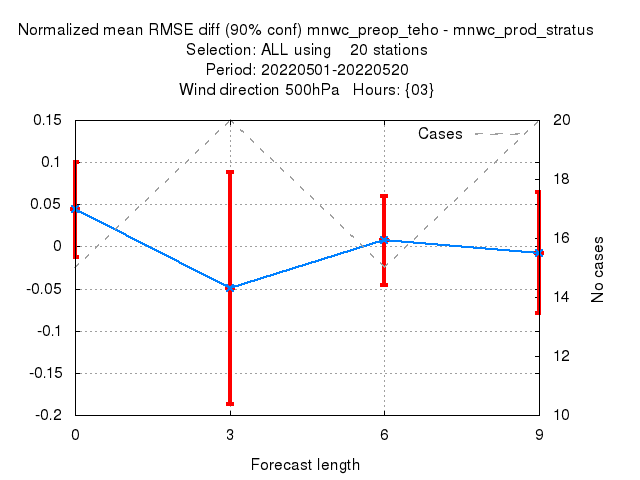 Normalized mean RMSE diff (90% conf) mnwc_preop_teho - mnwc_prod_stratus
Selection: ALL using    20 stations
Period: 20220501-20220520
Wind direction 500hPa   Hours: {03}
Cases
0.15
0.1
0.05
0
-0.05
-0.1
-0.15
-0.2
20
18
16
14
12
10
No cases
0 3 6 9
Forecast length